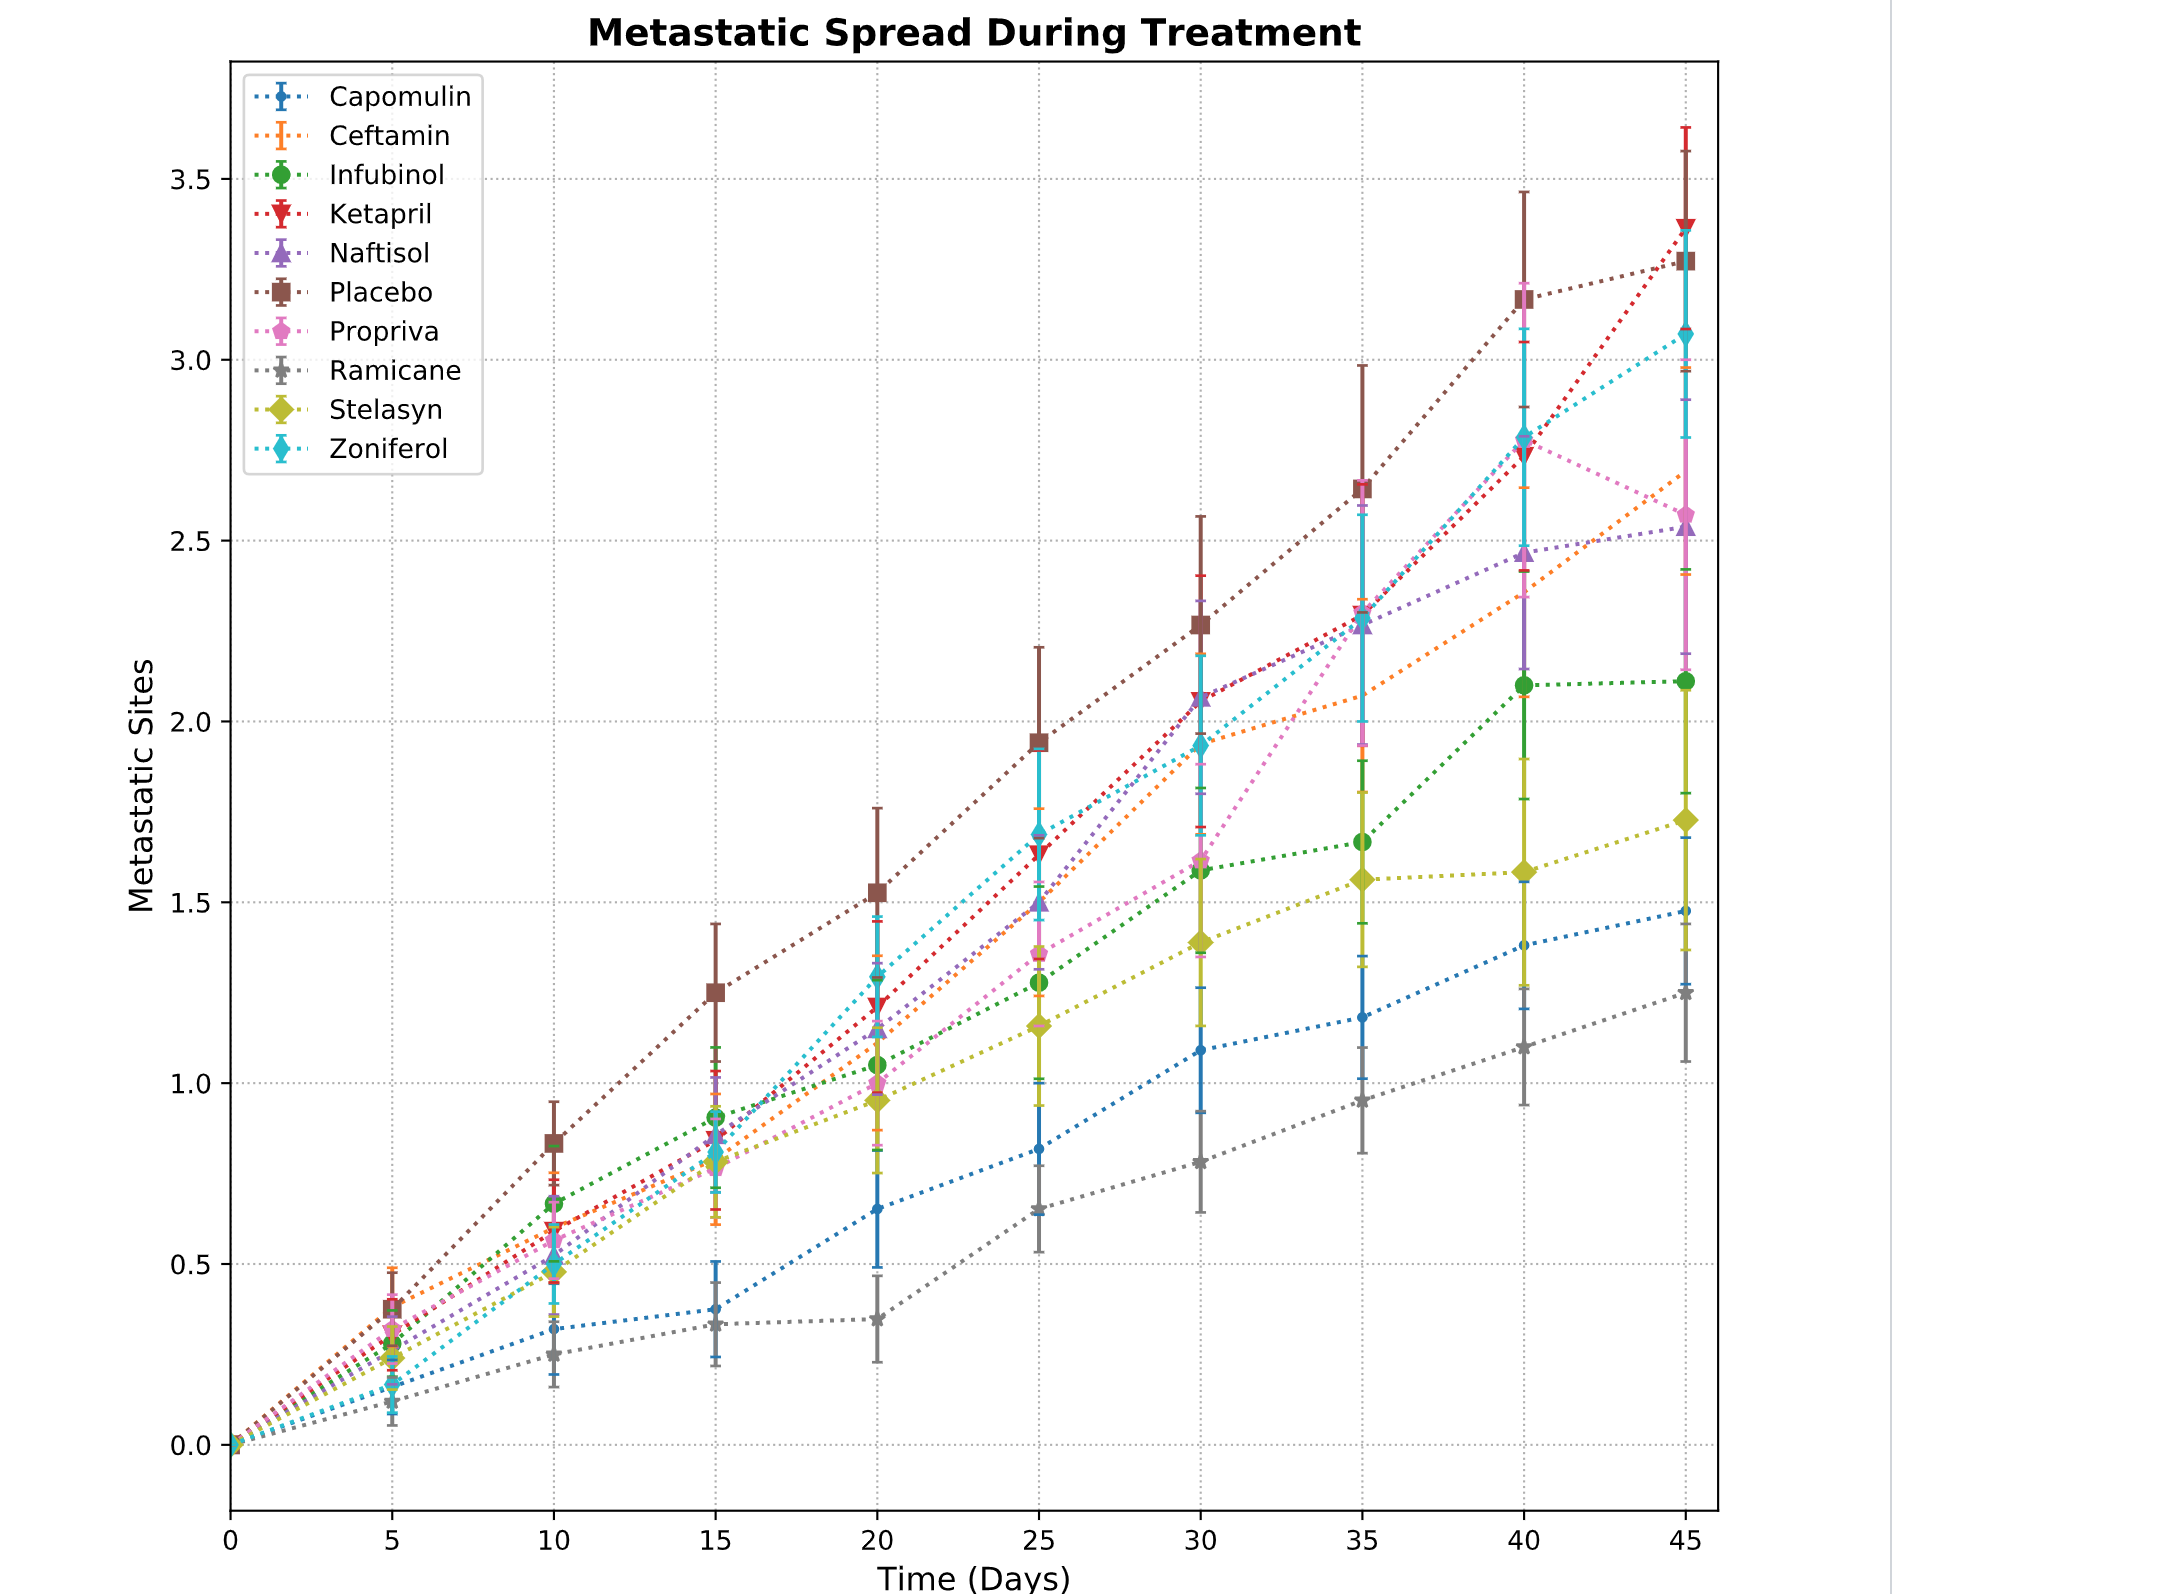 Metastatic Spread During Treatment
Capomulin
Ceftamin
Infubinol
Ketapril
Naftisol
Placebo
Propriva
Ramicane
Stelasyn
Zoniferol
3.5
3.0
2.5
2.0
1.5
1.0
0.5
0.0
Metastatic Sites
0 5 10 15 20 25 30 35 40 45
Time (Days)